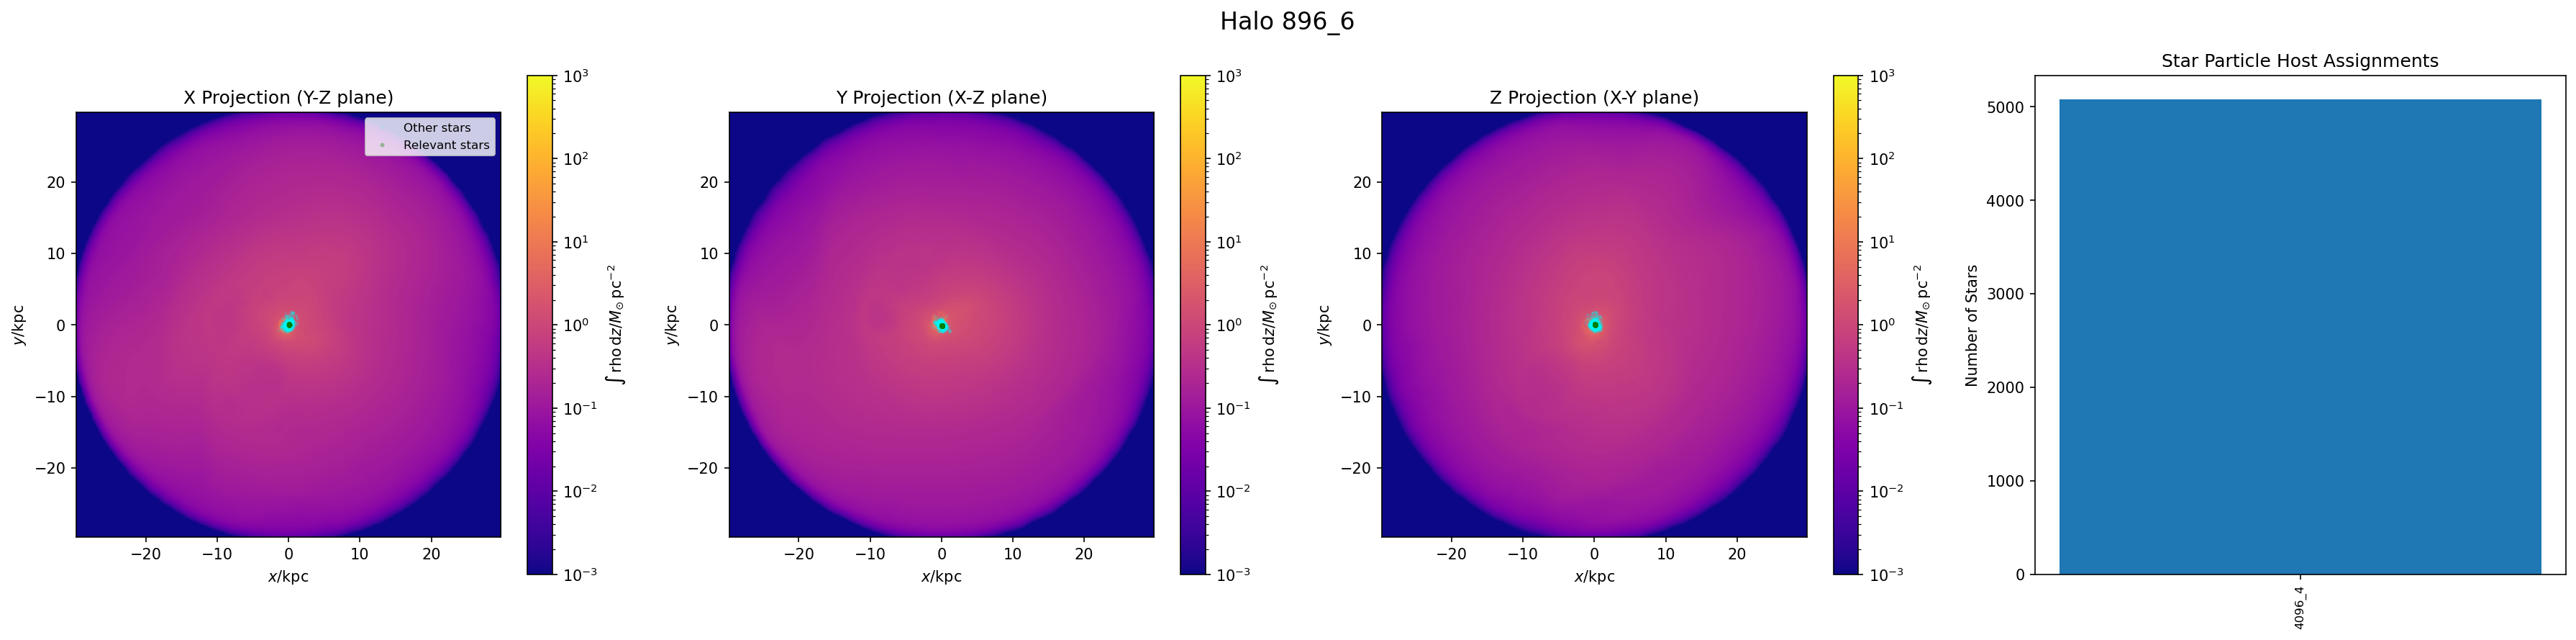 Halo 896_6
X Projection (Y-Z plane)
Other stars
Relevant stars
20
10
0
−10
−20
y/kpc
−20 −10 0 10 20
x/kpc
10³
10²
10¹
10⁰
10⁻¹
10⁻²
10⁻³
∫ rho dz/M⊙ pc⁻²
Y Projection (X-Z plane)
20
10
0
−10
−20
y/kpc
−20 −10 0 10 20
x/kpc
10³
10²
10¹
10⁰
10⁻¹
10⁻²
10⁻³
∫ rho dz/M⊙ pc⁻²
Z Projection (X-Y plane)
20
10
0
−10
−20
y/kpc
−20 −10 0 10 20
x/kpc
10³
10²
10¹
10⁰
10⁻¹
10⁻²
10⁻³
∫ rho dz/M⊙ pc⁻²
Star Particle Host Assignments
5000
4000
3000
2000
1000
0
Number of Stars
4096_4